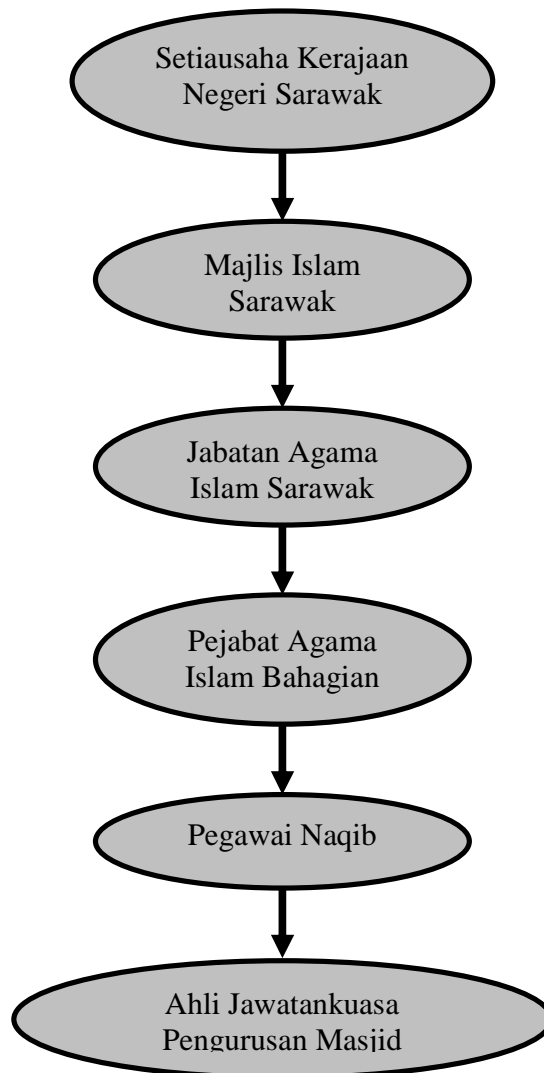 Setiausaha Kerajaan
Negeri Sarawak
Majlis Islam
Sarawak
Jabatan Agama
Islam Sarawak
Pejabat Agama
Islam Bahagian
Pegawai Naqib
Ahli Jawatankuasa
Pengurusan Masjid